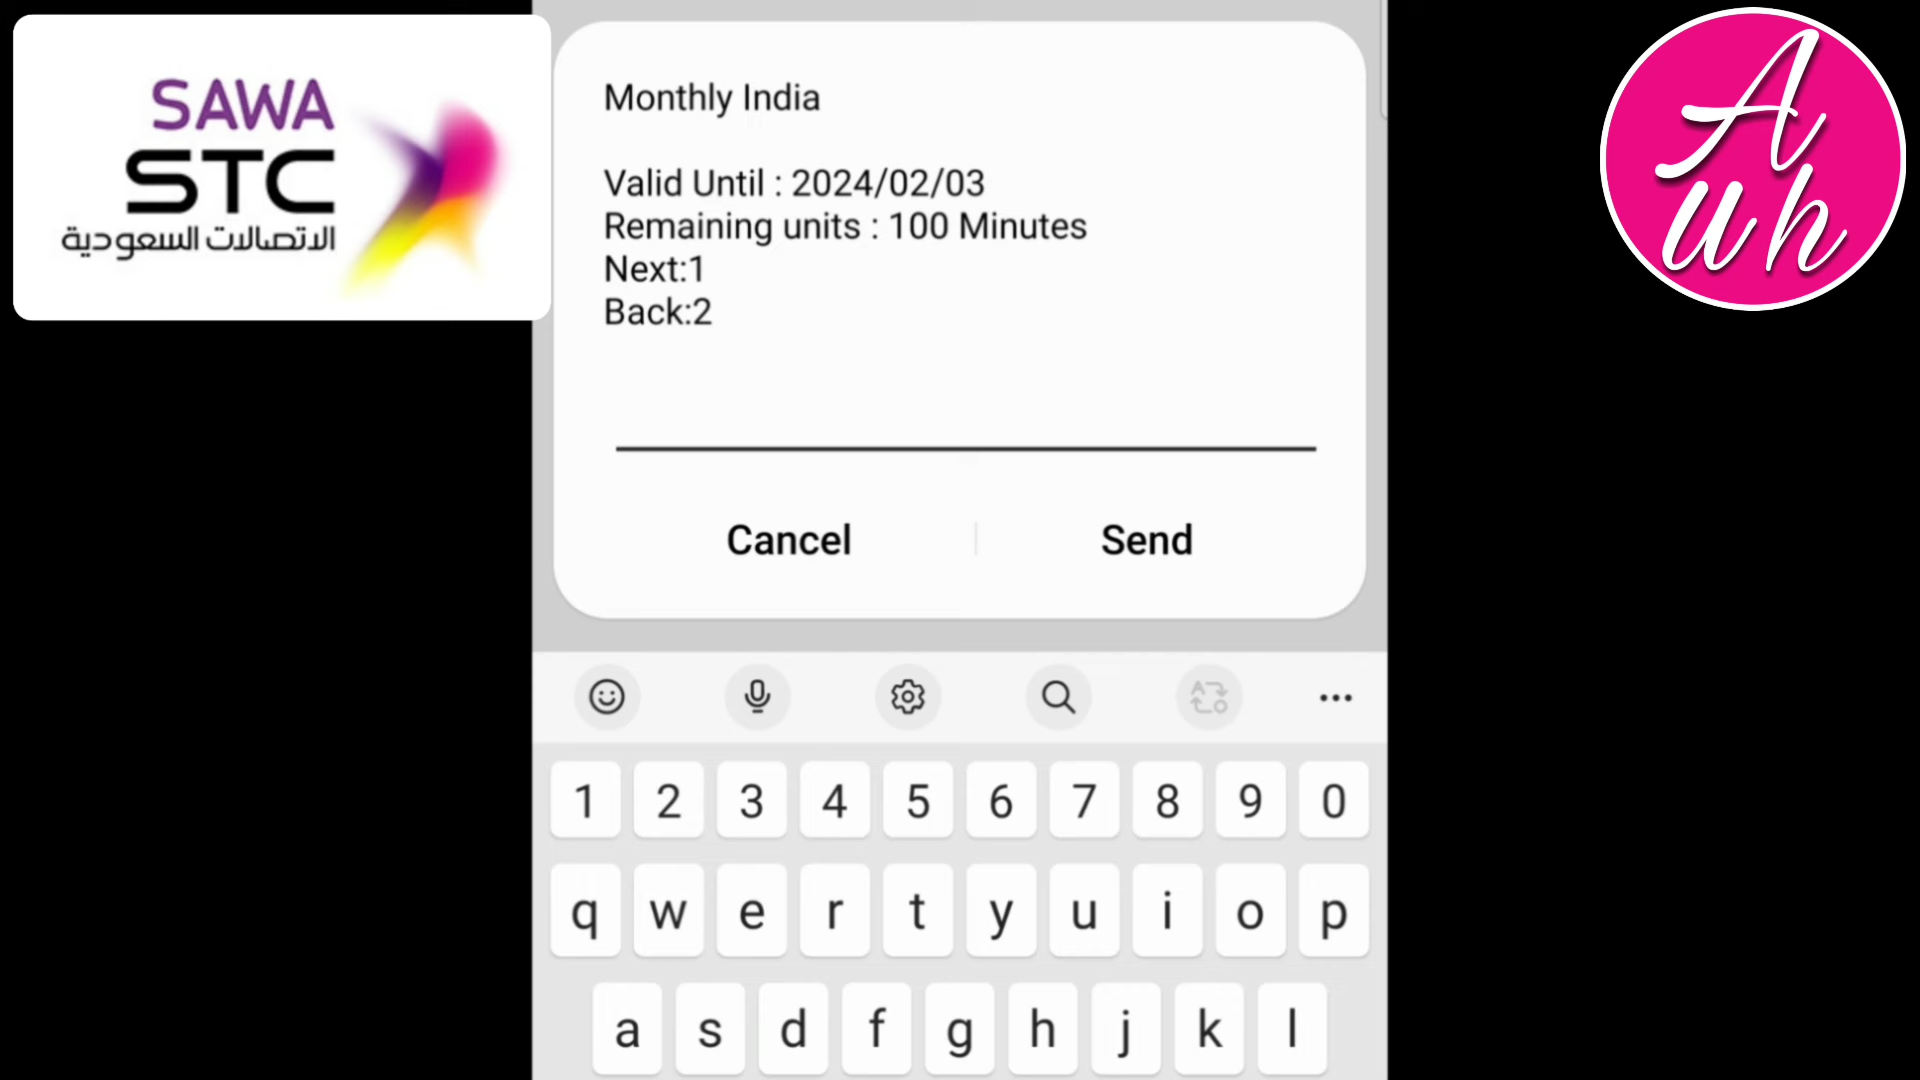 SAWA
STC
الاتصالات السعودية
Monthly India
Valid Until : 2024/02/03
Remaining units : 100 Minutes
Next:1
Back:2
Cancel
Send
A
uh
1 2 3 4 5 6 7 8 9 0
q w e r t y u i o p
a s d f g h j k l